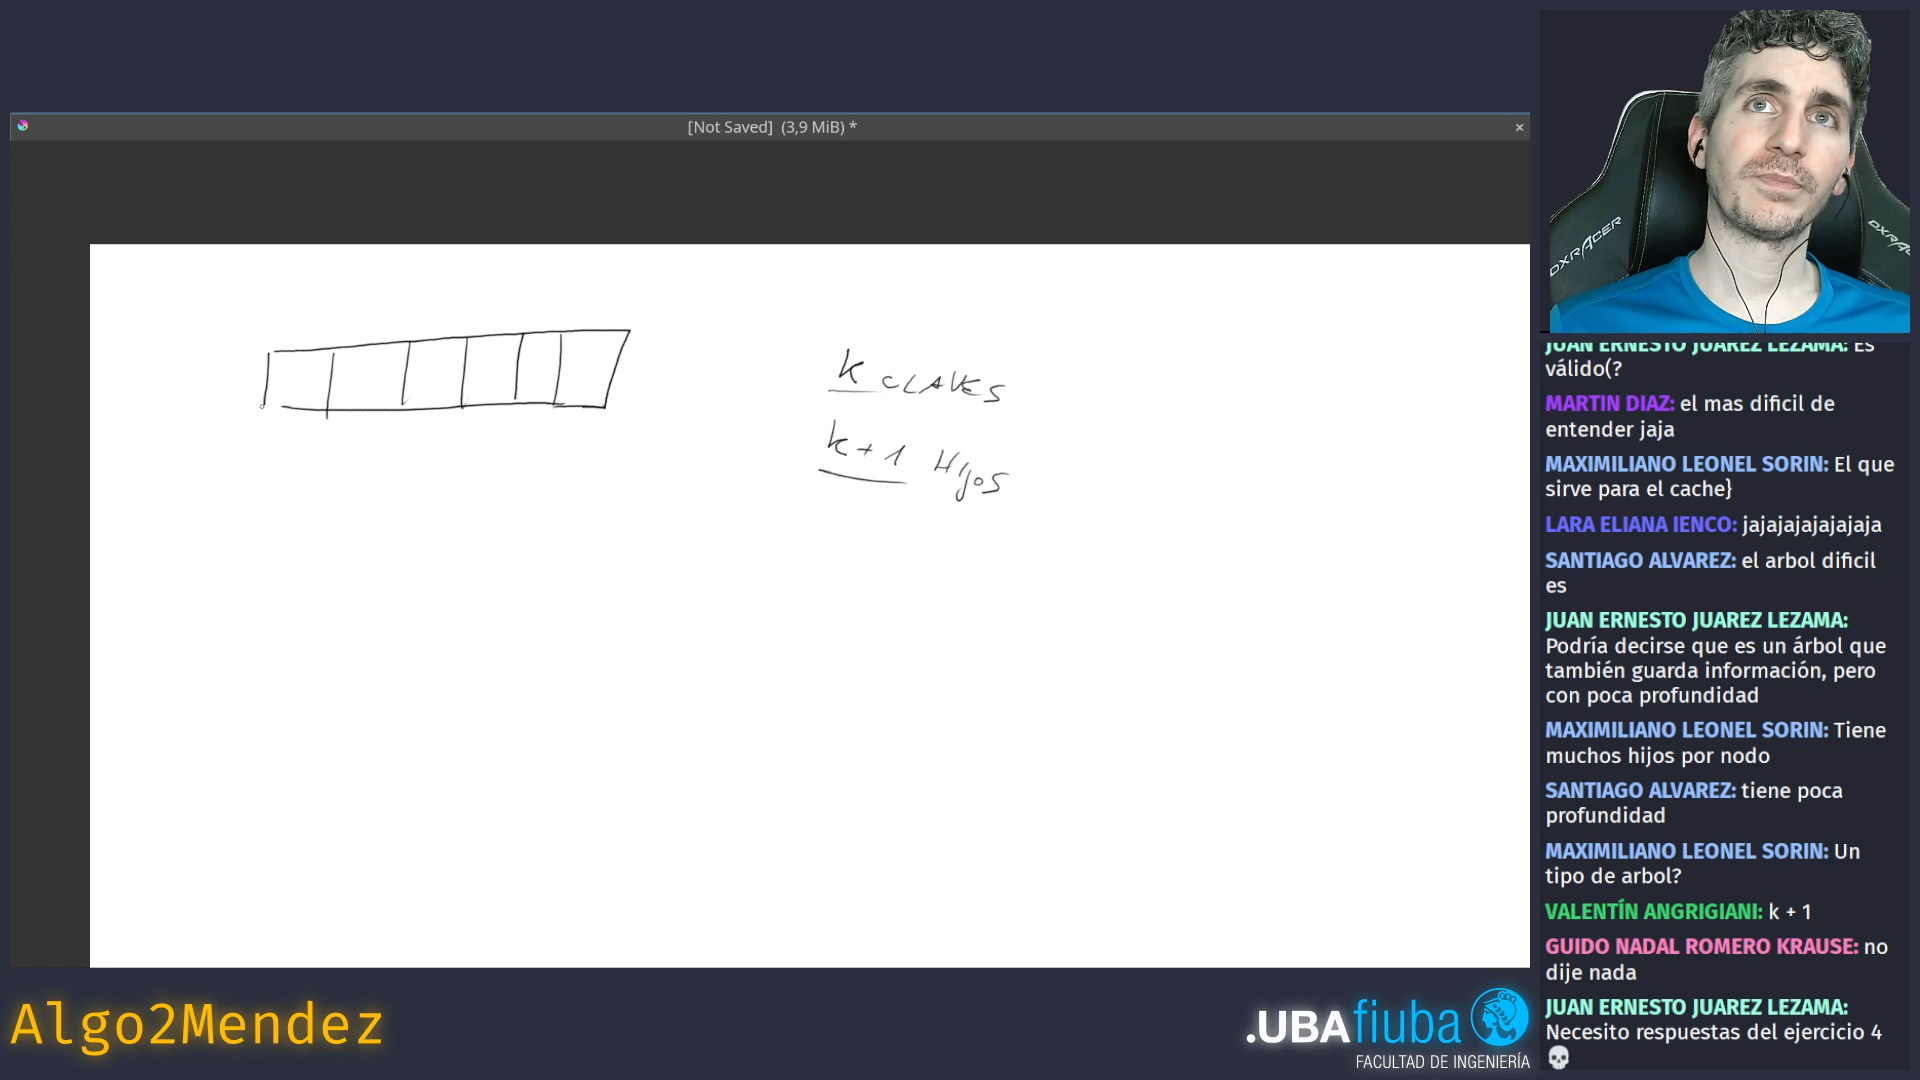 [Not Saved] (3,9 MiB) *
×
k CLAVES
k+1 HIJOS
DXRACER
DXRA
JUAN ERNESTO JUAREZ LEZAMA: Es
válido(?
MARTIN DIAZ: el mas dificil de
entender jaja
MAXIMILIANO LEONEL SORIN: El que
sirve para el cache}
LARA ELIANA IENCO: jajajajajajajaja
SANTIAGO ALVAREZ: el arbol dificil
es
JUAN ERNESTO JUAREZ LEZAMA:
Podría decirse que es un árbol que
también guarda información, pero
con poca profundidad
MAXIMILIANO LEONEL SORIN: Tiene
muchos hijos por nodo
SANTIAGO ALVAREZ: tiene poca
profundidad
MAXIMILIANO LEONEL SORIN: Un
tipo de arbol?
VALENTÍN ANGRIGIANI: k + 1
GUIDO NADAL ROMERO KRAUSE: no
dije nada
JUAN ERNESTO JUAREZ LEZAMA:
Necesito respuestas del ejercicio 4
💀
Algo2Mendez
.UBAfiuba
FACULTAD DE INGENIERÍA